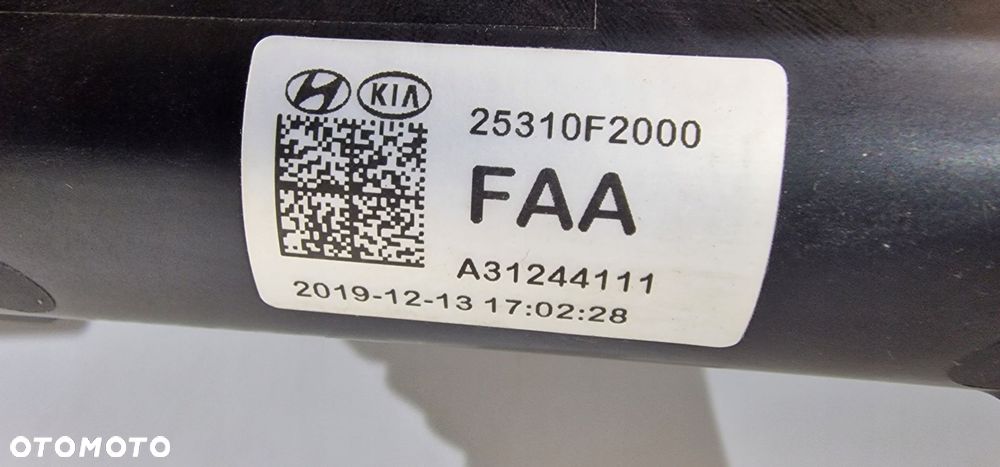 KIA
25310F2000
FAA
A31244111
2019-12-13 17:02:28
OTOMOTO